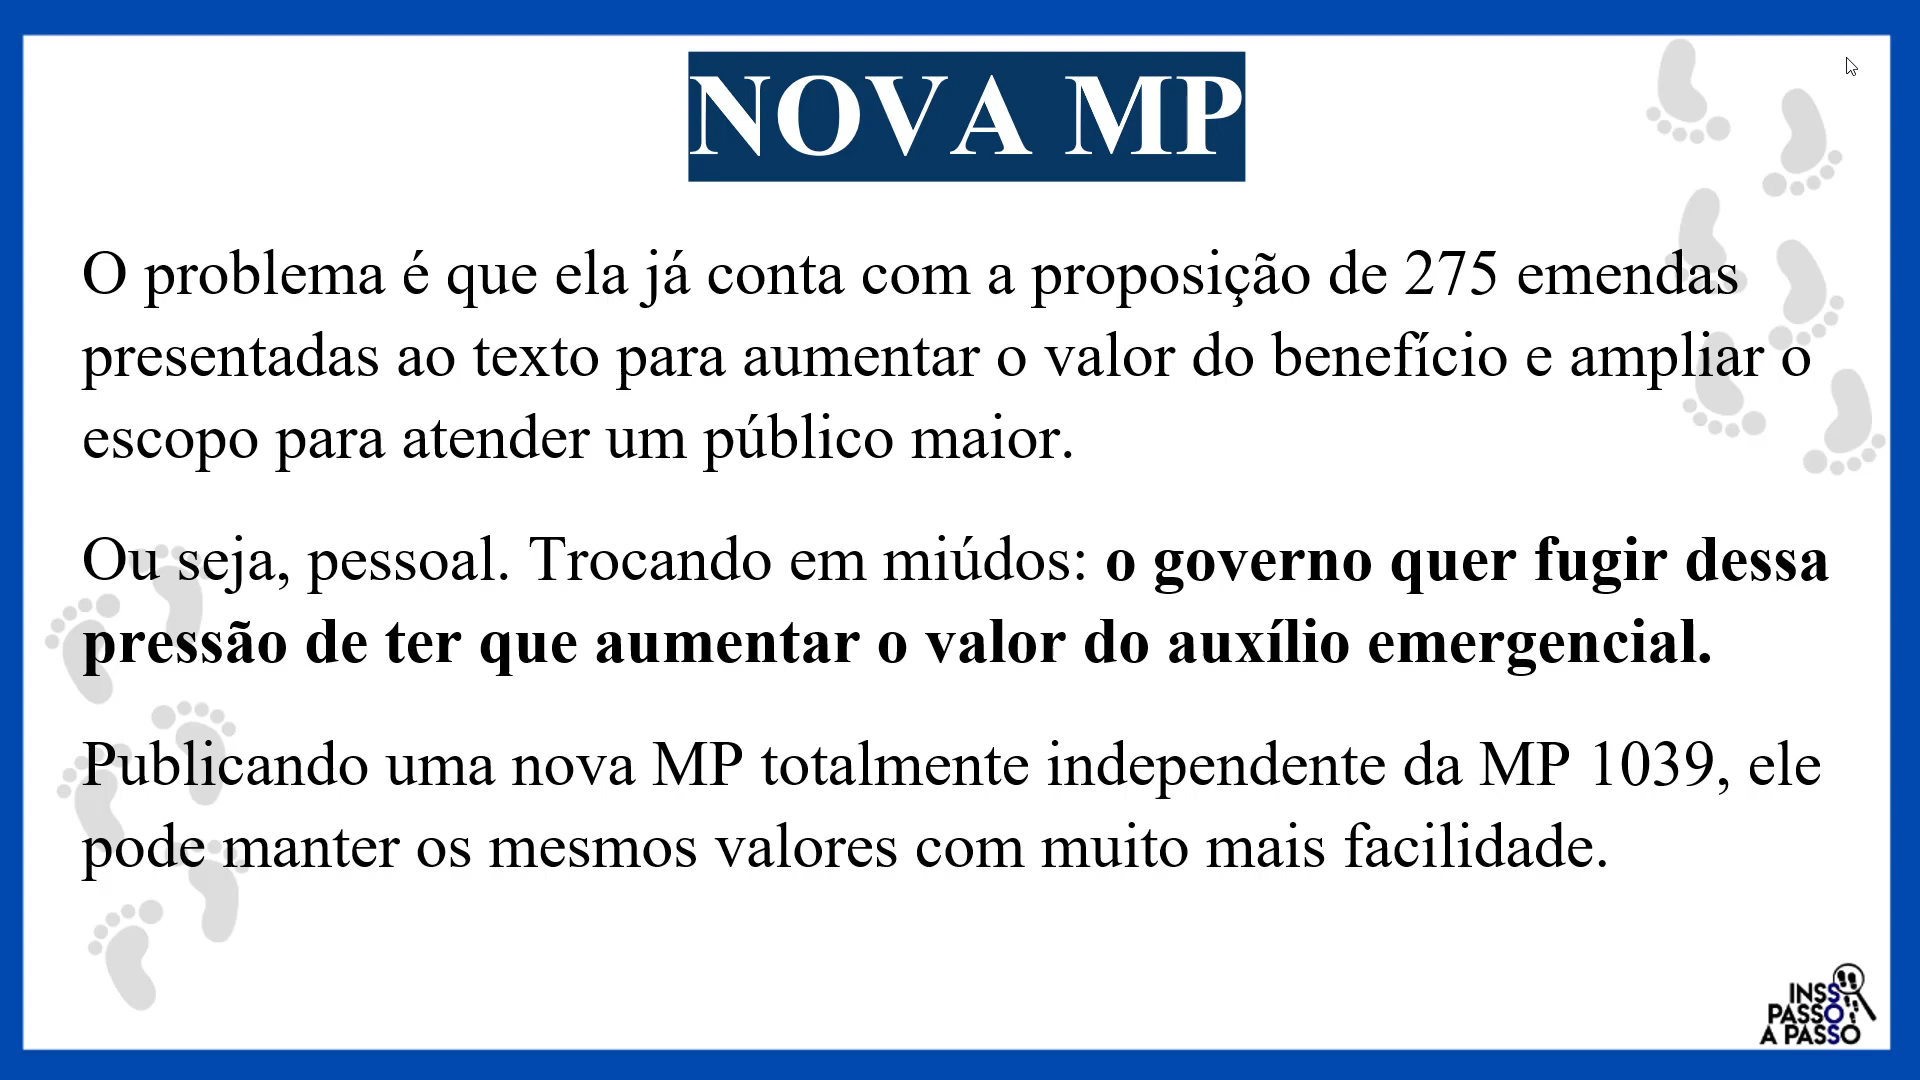 NOVA MP
O problema é que ela já conta com a proposição de 275 emendas
presentadas ao texto para aumentar o valor do benefício e ampliar o
escopo para atender um público maior.
Ou seja, pessoal. Trocando em miúdos: o governo quer fugir dessa
pressão de ter que aumentar o valor do auxílio emergencial.
Publicando uma nova MP totalmente independente da MP 1039, ele
pode manter os mesmos valores com muito mais facilidade.
INSS
PASSO
A PASSO